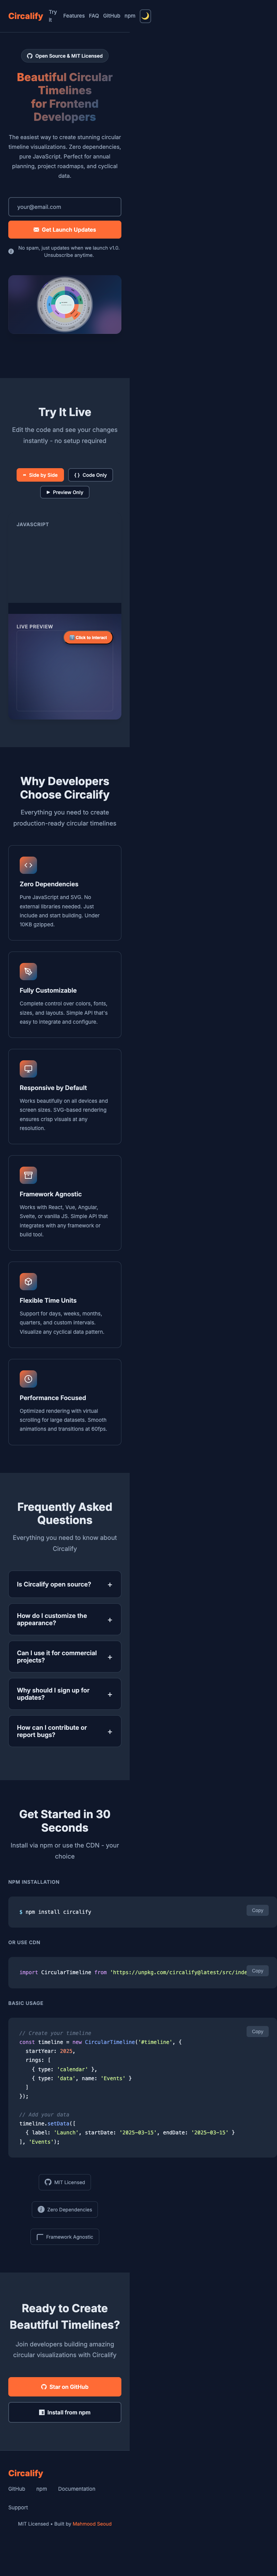 Circalify
Try It
Features
FAQ
GitHub
npm
Open Source & MIT Licensed
Beautiful Circular
Timelines
for Frontend
Developers
The easiest way to create stunning circular
timeline visualizations. Zero dependencies,
pure JavaScript. Perfect for annual
planning, project roadmaps, and cyclical
data.
your@email.com
Get Launch Updates
No spam, just updates when we launch v1.0.
Unsubscribe anytime.
Try It Live
Edit the code and see your changes
instantly - no setup required
Side by Side
{ } Code Only
Preview Only
JAVASCRIPT
LIVE PREVIEW
Click to interact
Why Developers
Choose Circalify
Everything you need to create
production-ready circular timelines
Zero Dependencies
Pure JavaScript and SVG. No
external libraries needed. Just
include and start building. Under
10KB gzipped.
Fully Customizable
Complete control over colors, fonts,
sizes, and layouts. Simple API that's
easy to integrate and configure.
Responsive by Default
Works beautifully on all devices and
screen sizes. SVG-based rendering
ensures crisp visuals at any
resolution.
Framework Agnostic
Works with React, Vue, Angular,
Svelte, or vanilla JS. Simple API that
integrates with any framework or
build tool.
Flexible Time Units
Support for days, weeks, months,
quarters, and custom intervals.
Visualize any cyclical data pattern.
Performance Focused
Optimized rendering with virtual
scrolling for large datasets. Smooth
animations and transitions at 60fps.
Frequently Asked
Questions
Everything you need to know about
Circalify
Is Circalify open source? +
How do I customize the
appearance? +
Can I use it for commercial
projects? +
Why should I sign up for
updates? +
How can I contribute or
report bugs? +
Get Started in 30
Seconds
Install via npm or use the CDN - your
choice
NPM INSTALLATION
$ npm install circalify
Copy
OR USE CDN
import CircularTimeline from 'https://unpkg.com/circalify@latest/src/inde
Copy
BASIC USAGE
Copy
// Create your timeline
const timeline = new CircularTimeline('#timeline', {
startYear: 2025,
rings: [
{ type: 'calendar' },
{ type: 'data', name: 'Events' }
]
});
// Add your data
timeline.setData([
{ label: 'Launch', startDate: '2025-03-15', endDate: '2025-03-15' }
], 'Events');
MIT Licensed
Zero Dependencies
Framework Agnostic
Ready to Create
Beautiful Timelines?
Join developers building amazing
circular visualizations with Circalify
Star on GitHub
Install from npm
Circalify
GitHub
npm
Documentation
Support
MIT Licensed • Built by Mahmood Seoud